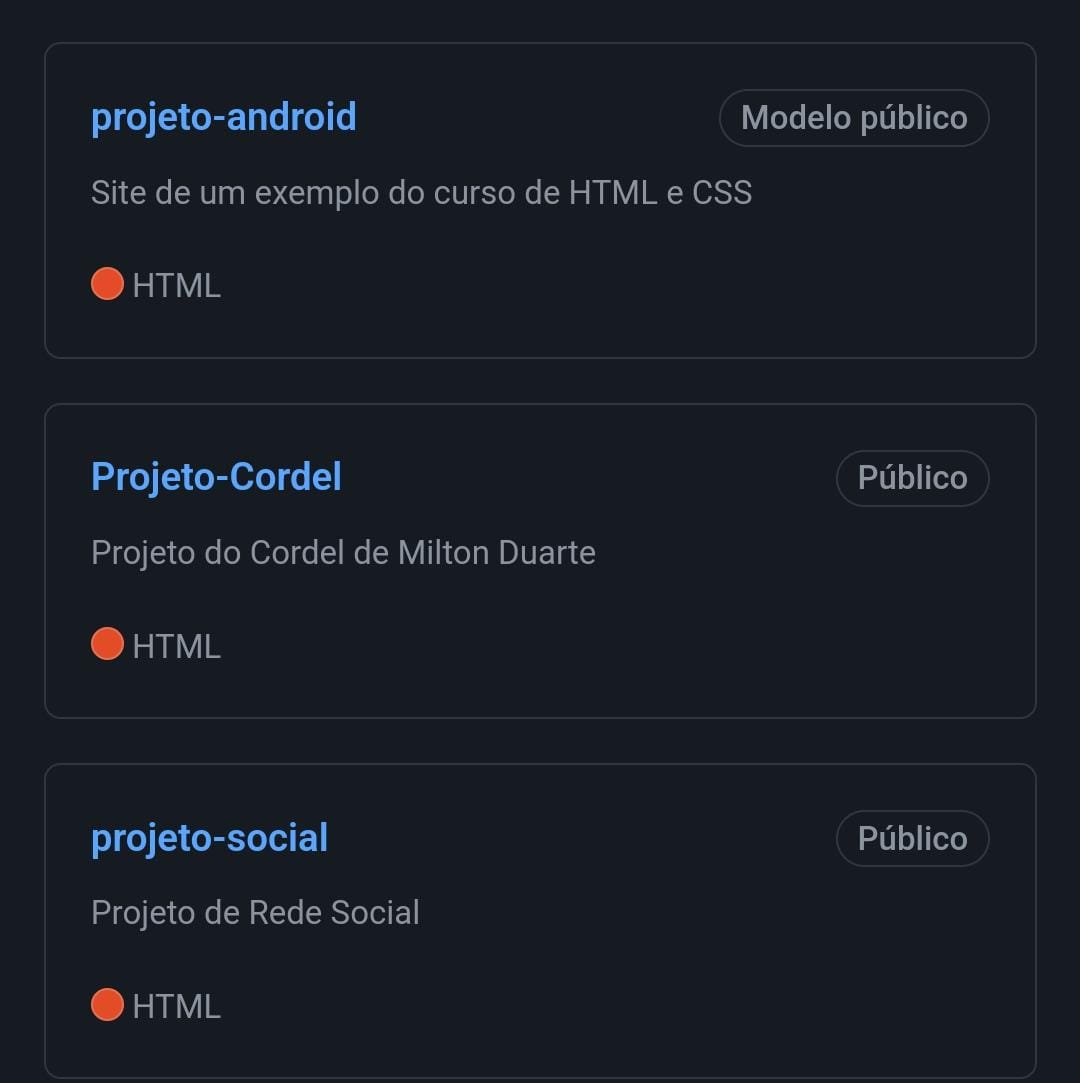 projeto-android
Modelo público
Site de um exemplo do curso de HTML e CSS
HTML
Projeto-Cordel
Público
Projeto do Cordel de Milton Duarte
HTML
projeto-social
Público
Projeto de Rede Social
HTML